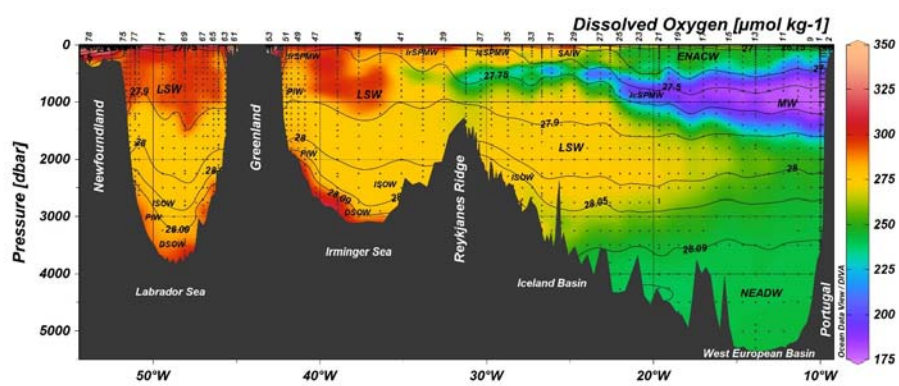 Dissolved Oxygen [μmol kg-1]
78 75 77 71 69 67 65 63 61 53 51 49 47 45 41 39 37 35 33 31 27 25 23 21 19 17 15 13 9 1 2
0
1000
2000
3000
4000
5000
Pressure [dbar]
50°W
40°W
30°W
20°W
10°W
350
325
300
275
250
225
200
175
Ocean Data View / DIVA
Newfoundland
Greenland
Reykjanes Ridge
Portugal
Labrador Sea
Irminger Sea
Iceland Basin
West European Basin
27.75
LSW
27.9
28
ISOW
PIW
28.09
DSOW
IrSPMW
LSW
PIW
28
PIW
ISOW
28.09
DSOW
IrSPMW
IcSPMW
SAIW
ENACW
27
27.75
27.5
IcSPMW
MW
27.9
LSW
28
ISOW
28.05
28.09
NEADW